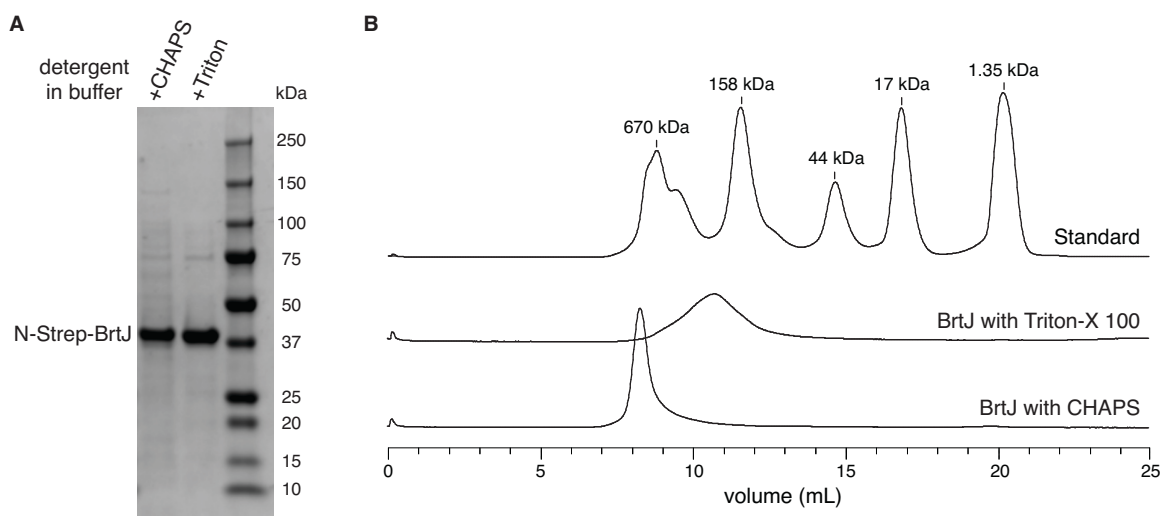 A
detergent
in buffer
+CHAPS
+Triton
kDa
250
150
100
75
50
N-Strep-BrtJ
37
25
20
15
10
B
670 kDa
158 kDa
44 kDa
17 kDa
1.35 kDa
Standard
BrtJ with Triton-X 100
BrtJ with CHAPS
0 5 10 15 20 25
volume (mL)